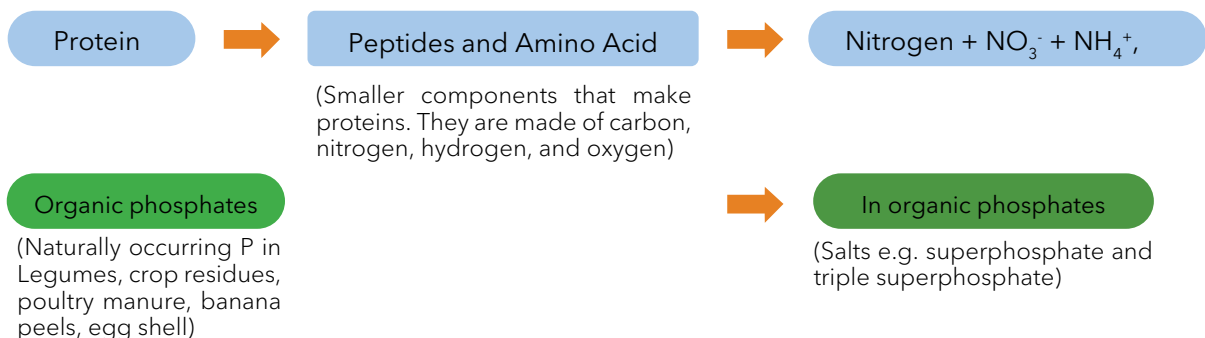 Protein
Peptides and Amino Acid
Nitrogen + NO₃⁻ + NH₄⁺,
(Smaller components that make
proteins. They are made of carbon,
nitrogen, hydrogen, and oxygen)
Organic phosphates
In organic phosphates
(Naturally occurring P in
Legumes, crop residues,
poultry manure, banana
peels, egg shell)
(Salts e.g. superphosphate and
triple superphosphate)